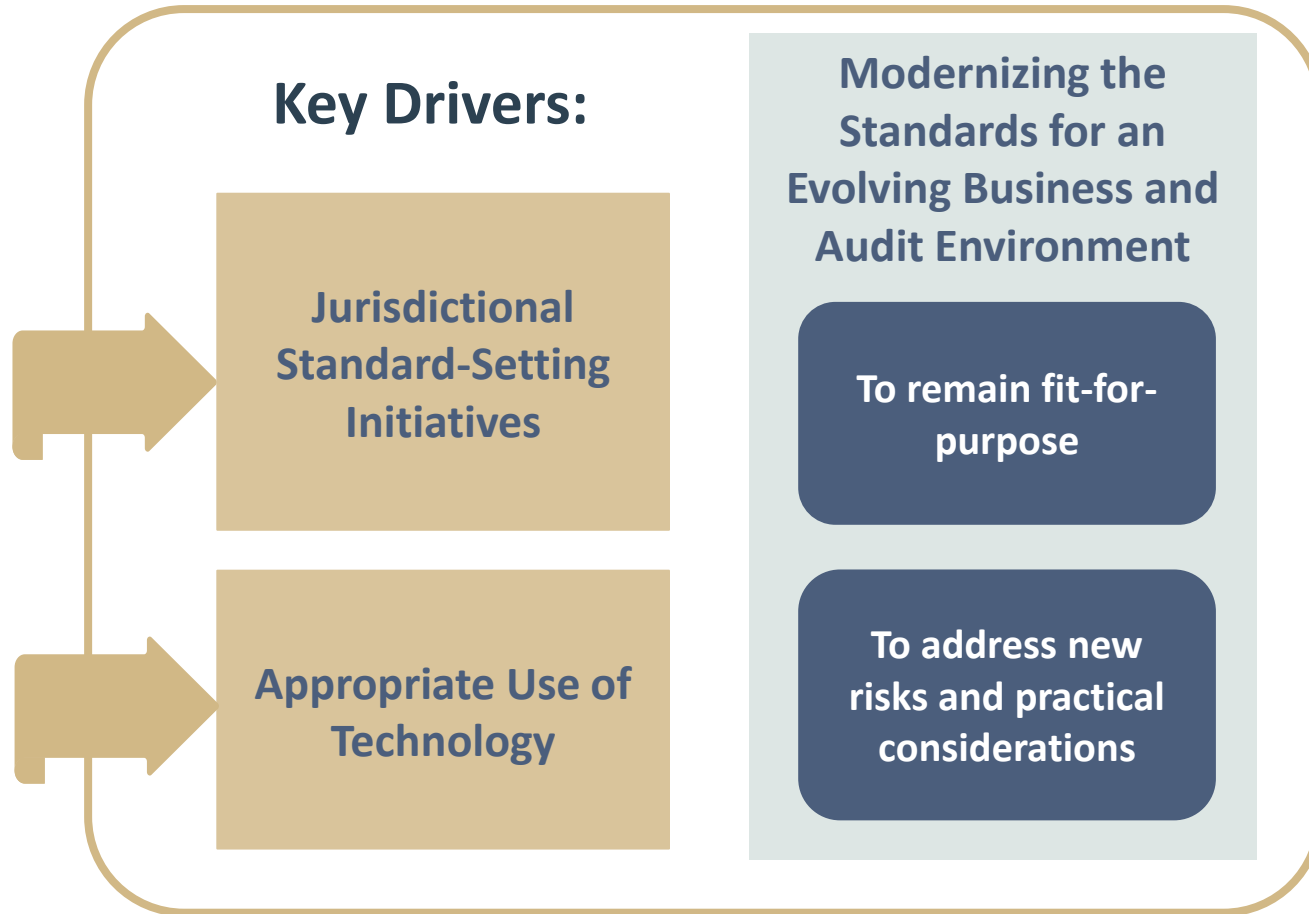 Key Drivers:
Jurisdictional
Standard-Setting
Initiatives
Appropriate Use of
Technology
Modernizing the
Standards for an
Evolving Business and
Audit Environment
To remain fit-for-
purpose
To address new
risks and practical
considerations